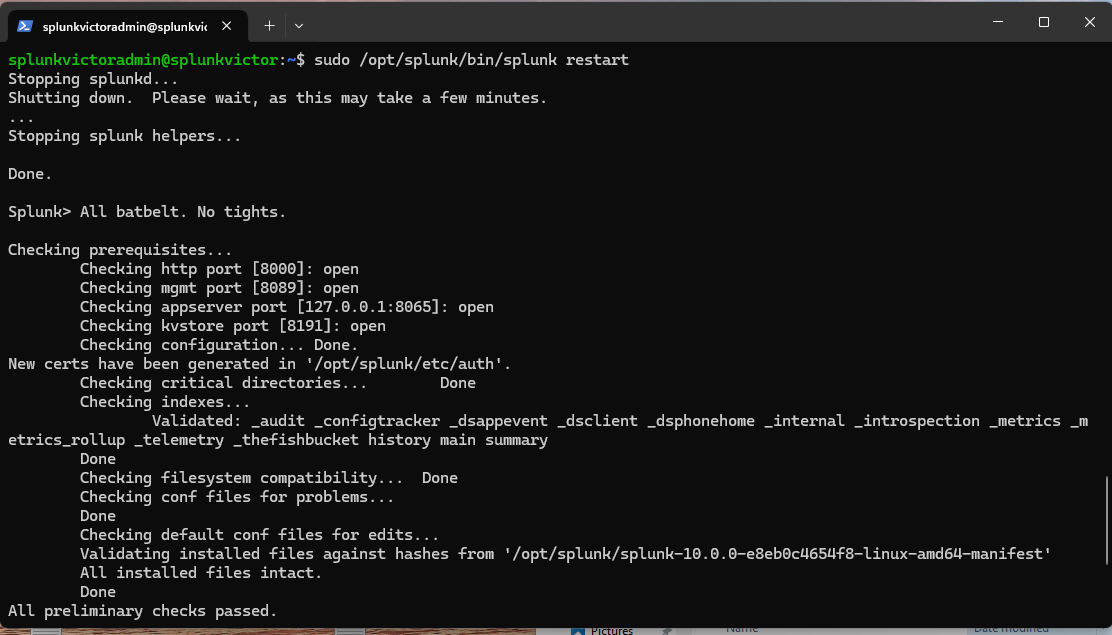 splunkvictoradmin@splunkvic
splunkvictoradmin@splunkvictor:~$ sudo /opt/splunk/bin/splunk restart
Stopping splunkd...
Shutting down.  Please wait, as this may take a few minutes.
...
Stopping splunk helpers...
Done.
Splunk> All batbelt. No tights.
Checking prerequisites...
Checking http port [8000]: open
Checking mgmt port [8089]: open
Checking appserver port [127.0.0.1:8065]: open
Checking kvstore port [8191]: open
Checking configuration... Done.
New certs have been generated in '/opt/splunk/etc/auth'.
Checking critical directories...        Done
Checking indexes...
Validated: _audit _configtracker _dsappevent _dsclient _dsphonehome _internal _introspection _metrics _m
etrics_rollup _telemetry _thefishbucket history main summary
Done
Checking filesystem compatibility...  Done
Checking conf files for problems...
Done
Checking default conf files for edits...
Validating installed files against hashes from '/opt/splunk/splunk-10.0.0-e8eb0c4654f8-linux-amd64-manifest'
All installed files intact.
Done
All preliminary checks passed.
Pictures
Name
Date modified